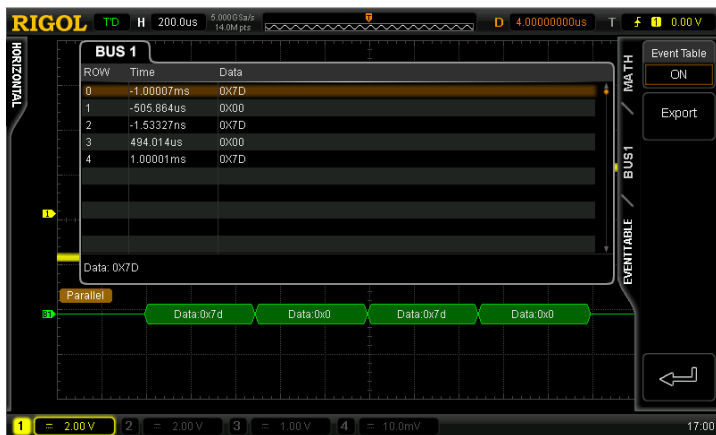 RIGOL T'D H 200.0us 5.000GSa/s 14.0M pts D 4.00000000us T 1 0.00 V
HORIZONTAL
BUS 1
ROW Time Data
0 -1.00007ms 0X7D
1 -505.864us 0X00
2 -1.53327ns 0X7D
3 494.014us 0X00
4 1.00001ms 0X7D
Data: 0X7D
MATH
BUS1
EVENTTABLE
Event Table
ON
Export
1
Parallel
B1
Data:0x7d Data:0x0 Data:0x7d Data:0x0
1 = 2.00 V 2 = 2.00 V 3 = 1.00 V 4 = 10.0mV 17:00